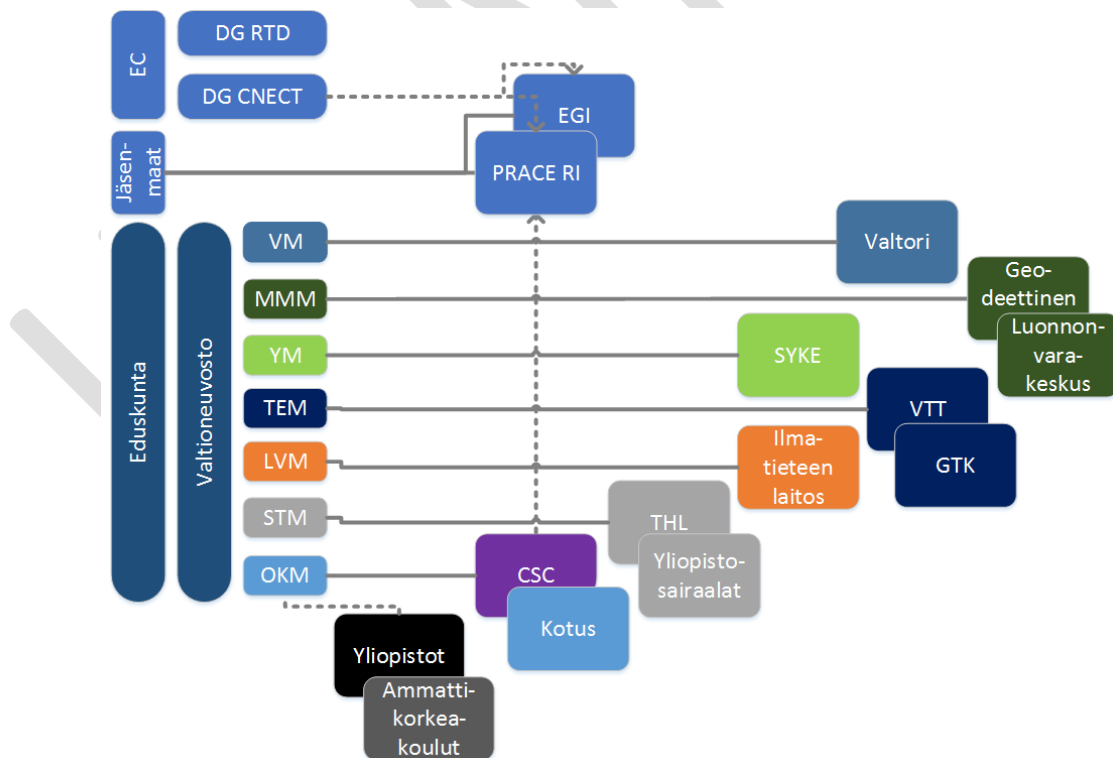 EC
DG RTD
DG CNECT
EGI
Jäsen-
maat
PRACE RI
Eduskunta
Valtioneuvosto
VM
Valtori
MMM
Geo-
deettinen
Luonnon-
vara-
keskus
YM
SYKE
TEM
VTT
GTK
LVM
Ilma-
tieteen
laitos
STM
THL
Yliopisto-
sairaalat
OKM
CSC
Kotus
Yliopistot
Ammatti-
korkea-
koulut